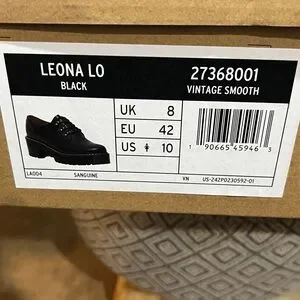 LEONA LO
BLACK
27368001
VINTAGE SMOOTH
UK 8
EU 42
US 10
1 90665 45946 3
LA004 SANGUINE VN US-24ZP0230592-01